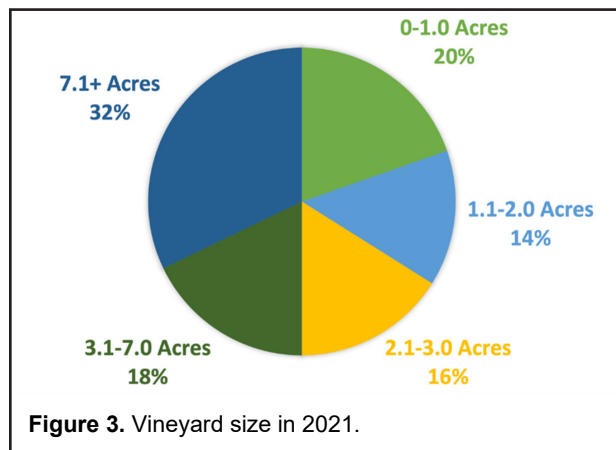 0-1.0 Acres
20%
1.1-2.0 Acres
14%
2.1-3.0 Acres
16%
3.1-7.0 Acres
18%
7.1+ Acres
32%
Figure 3. Vineyard size in 2021.